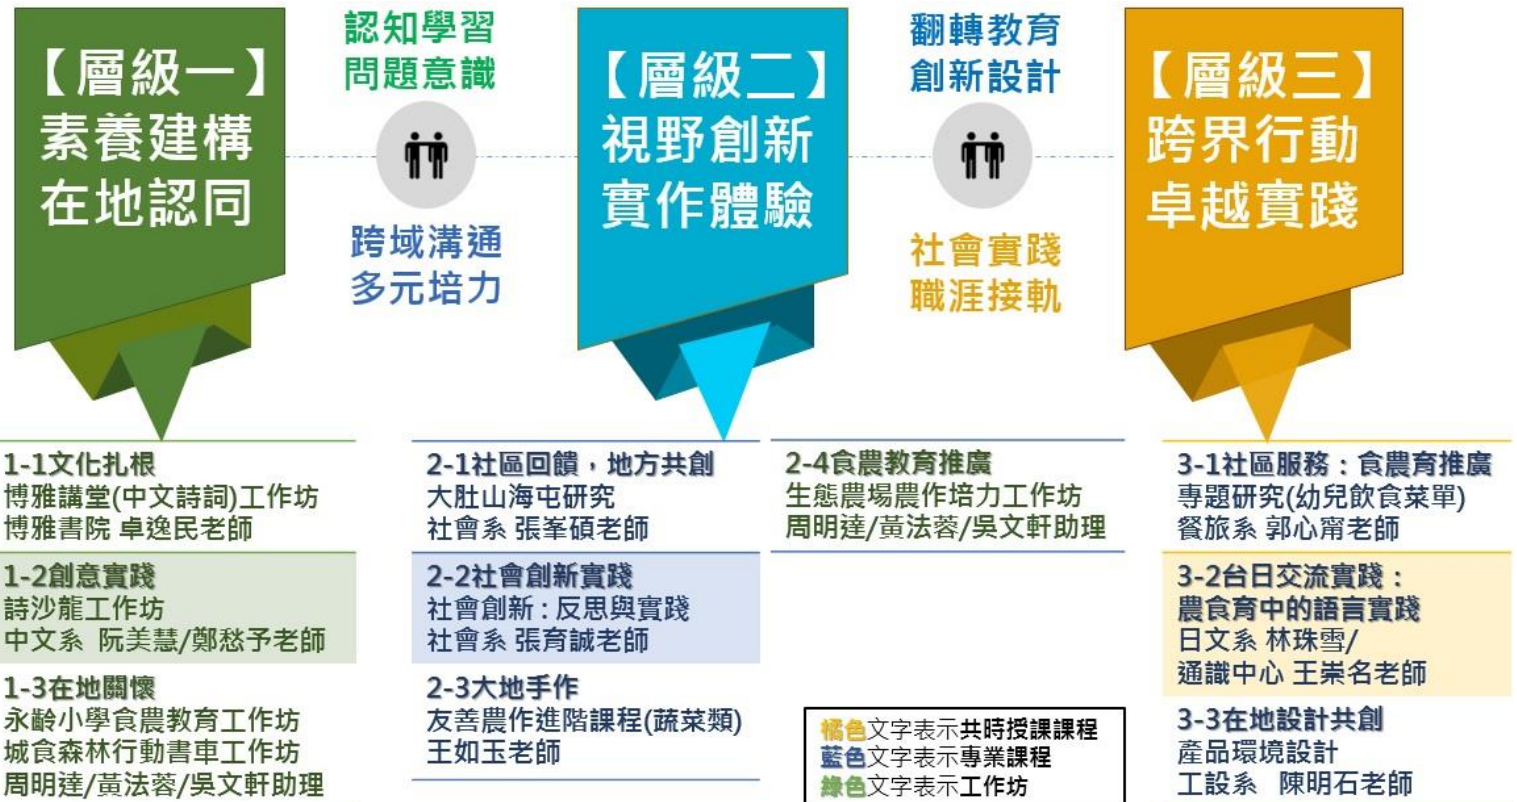 【層級一】
素養建構
在地認同
認知學習
問題意識
跨域溝通
多元培力
【層級二】
視野創新
實作體驗
翻轉教育
創新設計
社會實踐
職涯接軌
【層級三】
跨界行動
卓越實踐
1-1文化扎根
博雅講堂(中文詩詞)工作坊
博雅書院 卓逸民老師
1-2創意實踐
詩沙龍工作坊
中文系 阮美慧/鄭愁予老師
1-3在地關懷
永齡小學食農教育工作坊
城食森林行動書車工作坊
周明達/黃法蓉/吳文軒助理
2-1社區回饋，地方共創
大肚山海屯研究
社會系 張峯碩老師
2-2社會創新實踐
社會創新：反思與實踐
社會系 張育誠老師
2-3大地手作
友善農作進階課程(蔬菜類)
王如玉老師
2-4食農教育推廣
生態農場農作培力工作坊
周明達/黃法蓉/吳文軒助理
橘色文字表示共時授課課程
藍色文字表示專業課程
綠色文字表示工作坊
3-1社區服務：食農育推廣
專題研究(幼兒飲食菜單)
餐旅系 郭心甯老師
3-2台日交流實踐：
農食育中的語言實踐
日文系 林珠雪/
通識中心 王崇名老師
3-3在地設計共創
產品環境設計
工設系 陳明石老師